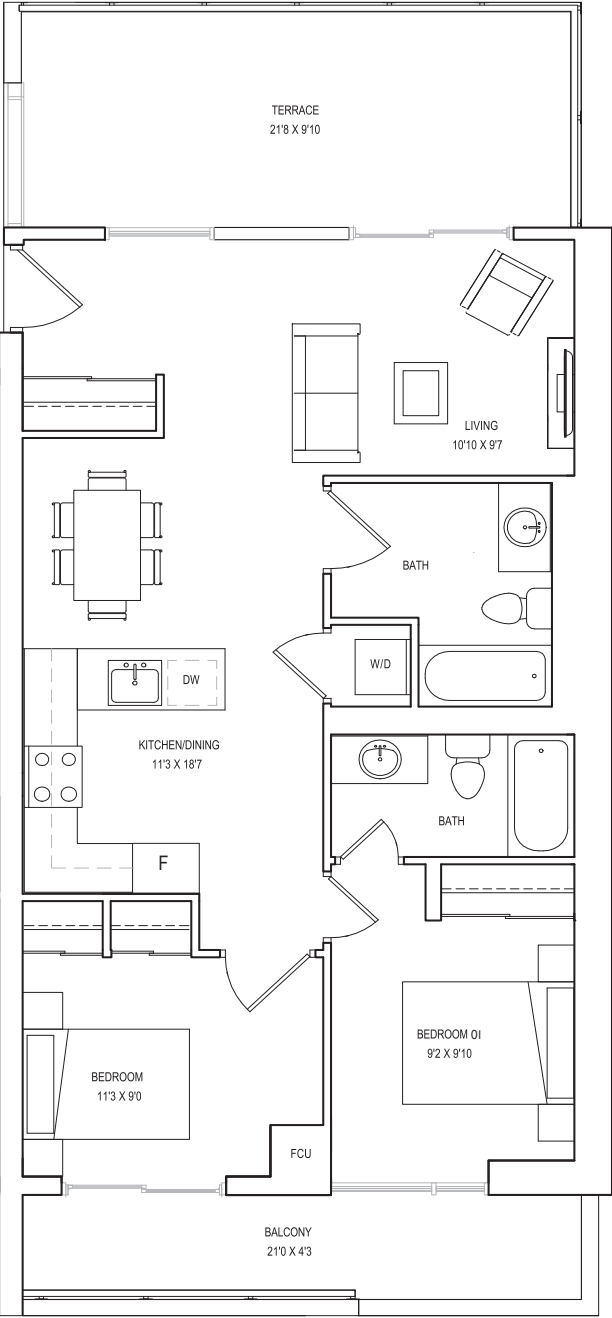 TERRACE
21'8 X 9'10
LIVING
10'10 X 9'7
BATH
W/D
DW
KITCHEN/DINING
11'3 X 18'7
BATH
F
BEDROOM 01
9'2 X 9'10
BEDROOM
11'3 X 9'0
FCU
BALCONY
21'0 X 4'3